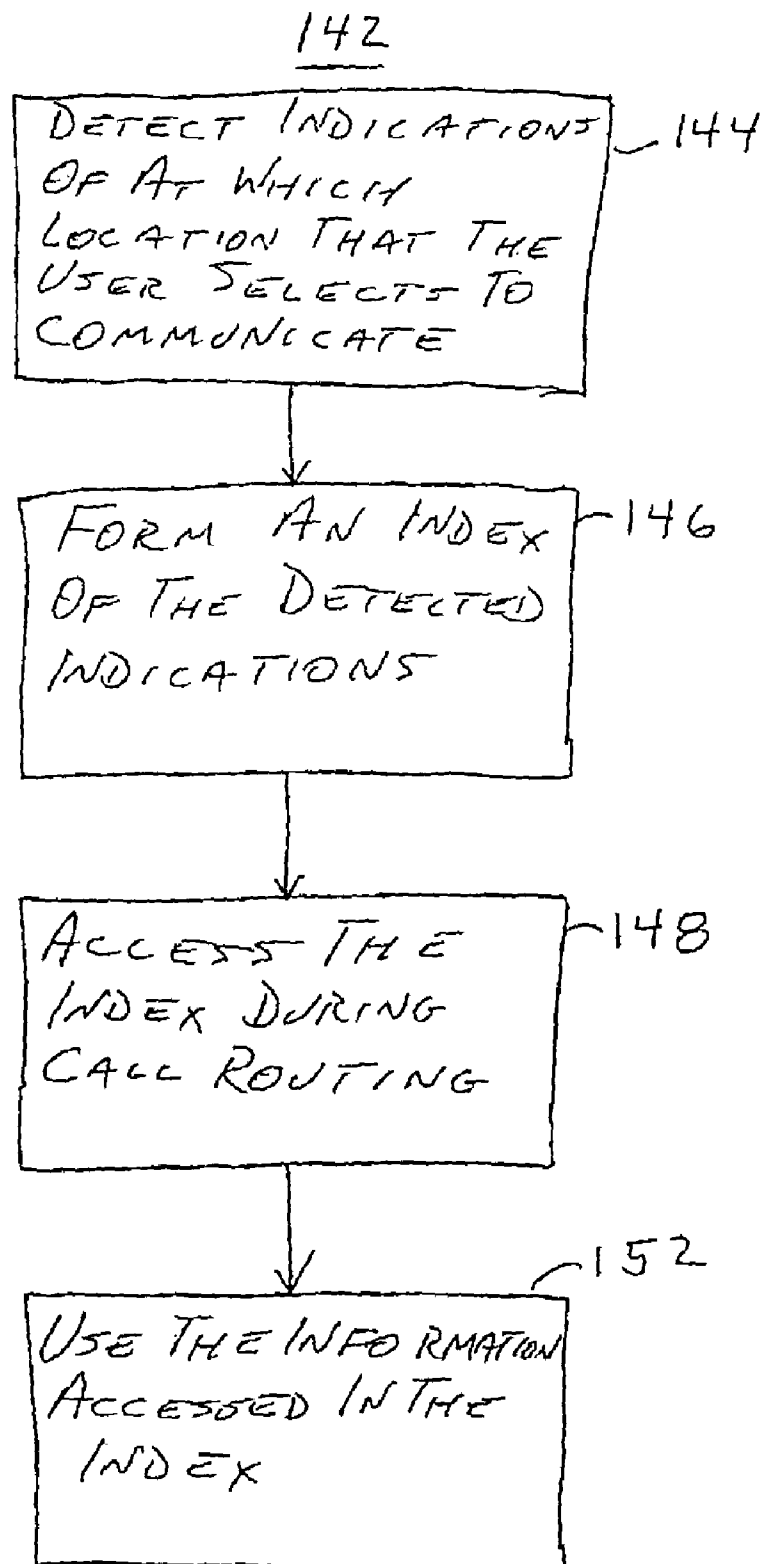 142
DETECT INDICATIONS
OF AT WHICH
LOCATION THAT THE
USER SELECTS TO
COMMUNICATE
144
FORM AN INDEX
OF THE DETECTED
INDICATIONS
146
ACCESS THE
INDEX DURING
CALL ROUTING
148
USE THE INFORMATION
ACCESSED IN THE
INDEX
152